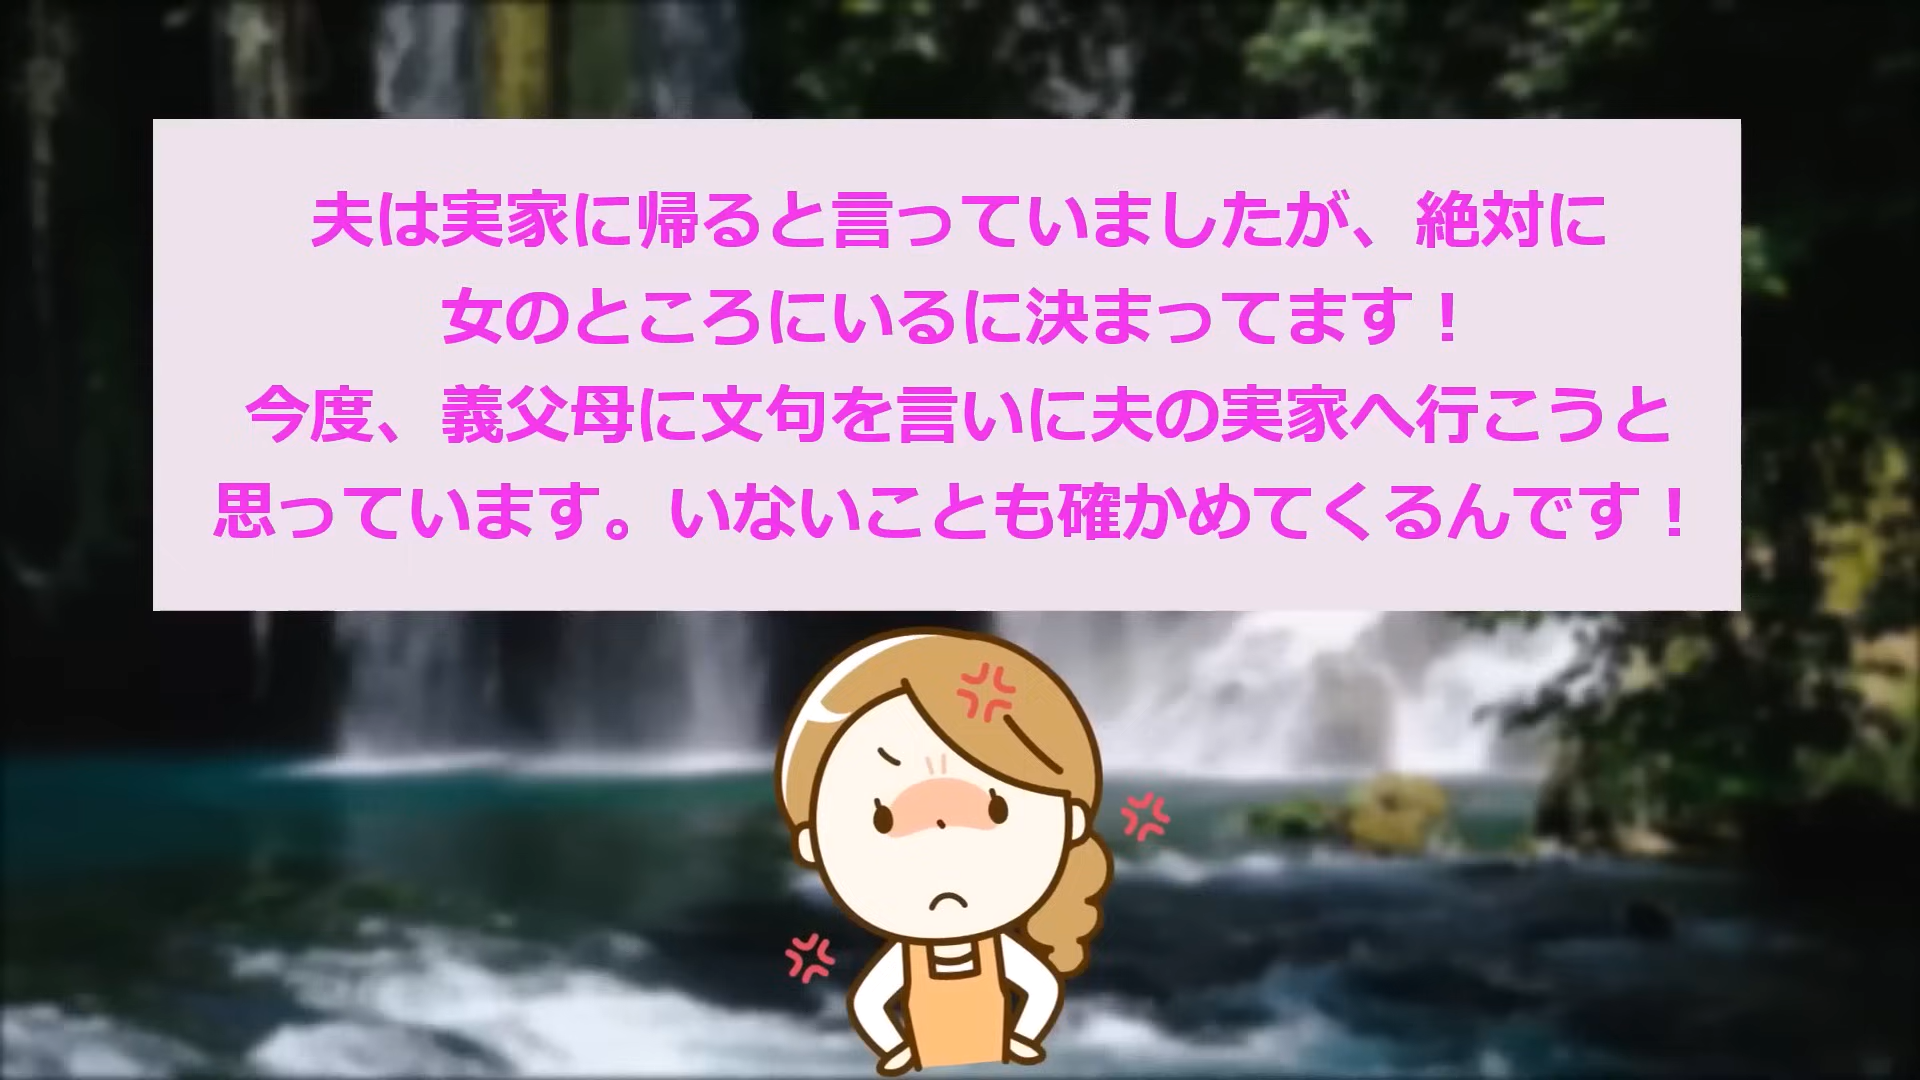 夫は実家に帰ると言っていましたが、絶対に
女のところにいるに決まってます！
今度、義父母に文句を言いに夫の実家へ行こうと
思っています。いないことも確かめてくるんです！